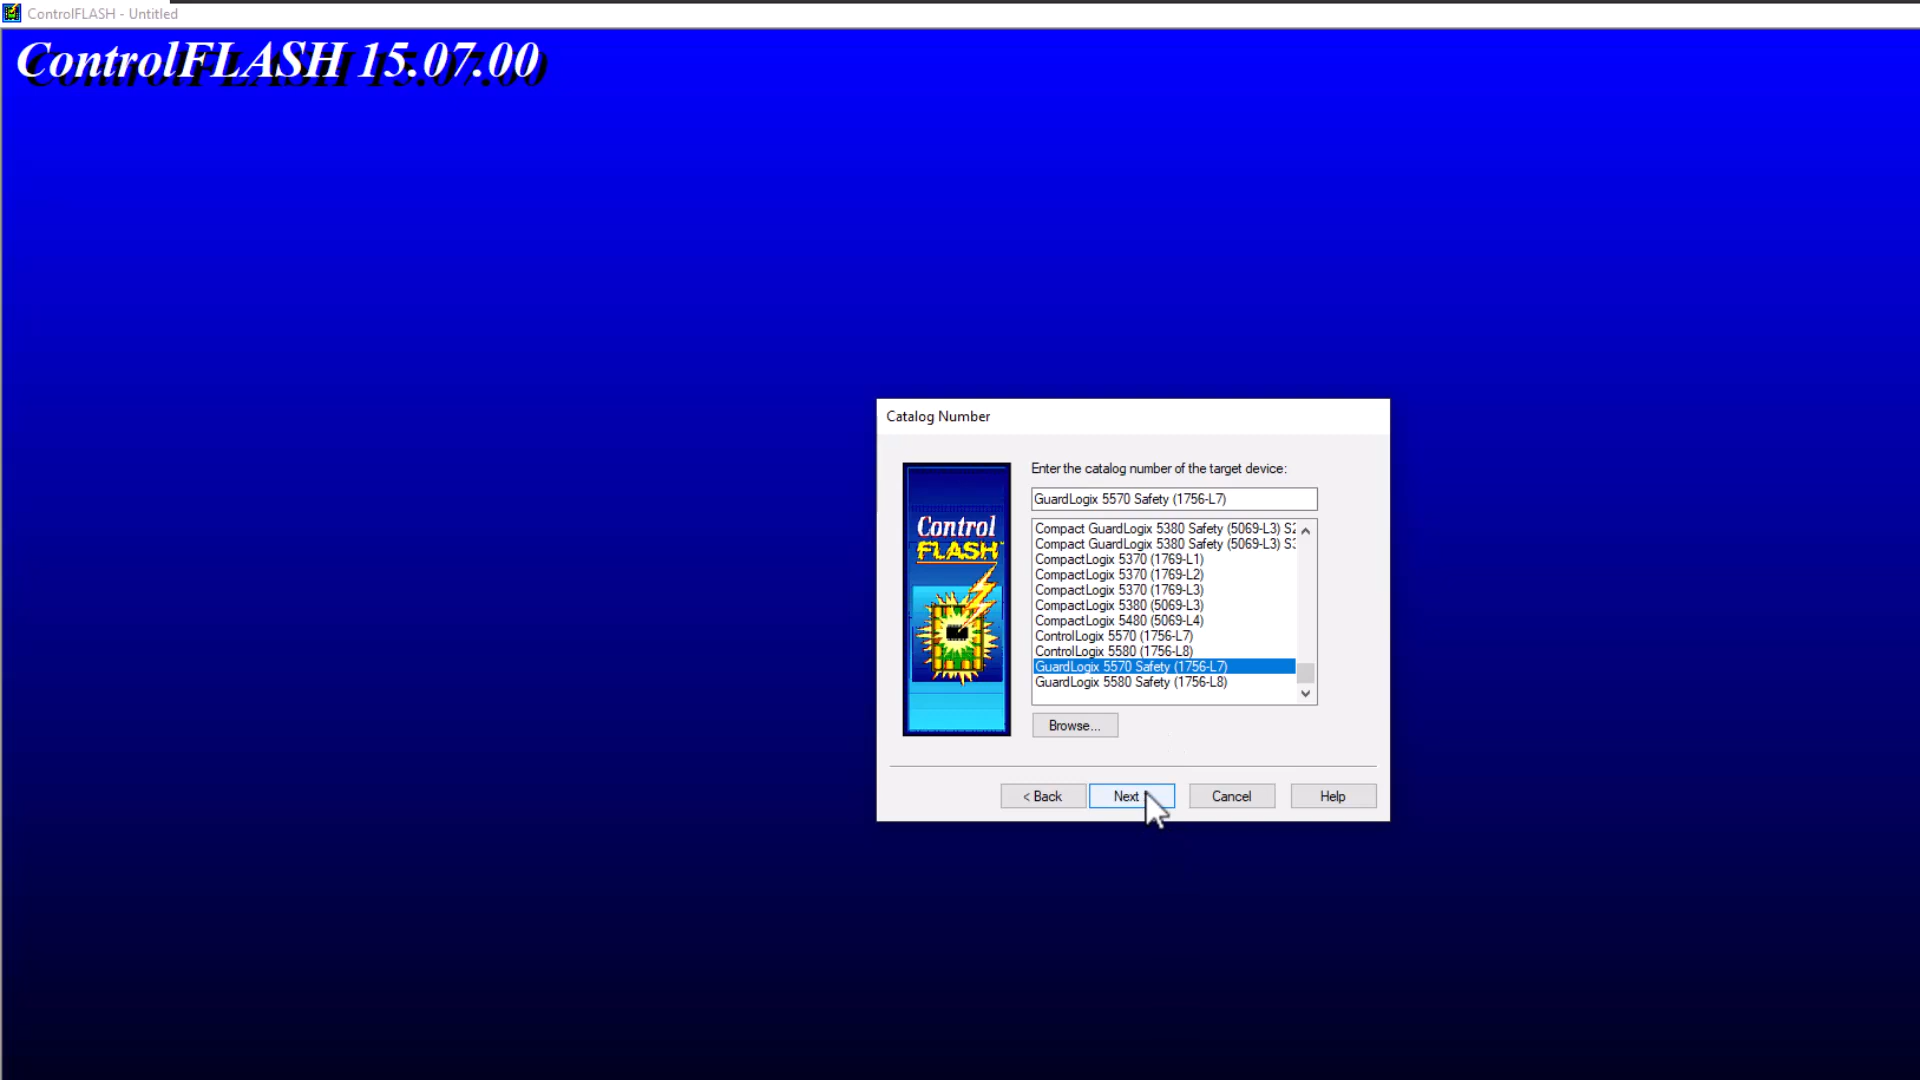 ControlFLASH - Untitled
ControlFLASH 15.07.00
Catalog Number
Enter the catalog number of the target device:
GuardLogix 5570 Safety (1756-L7)
Control
FLASH
Compact GuardLogix 5380 Safety (5069-L3) S2
Compact GuardLogix 5380 Safety (5069-L3) S3
CompactLogix 5370 (1769-L1)
CompactLogix 5370 (1769-L2)
CompactLogix 5370 (1769-L3)
CompactLogix 5380 (5069-L3)
CompactLogix 5480 (5069-L4)
ControlLogix 5570 (1756-L7)
ControlLogix 5580 (1756-L8)
GuardLogix 5570 Safety (1756-L7)
GuardLogix 5580 Safety (1756-L8)
Browse...
< Back
Next
Cancel
Help